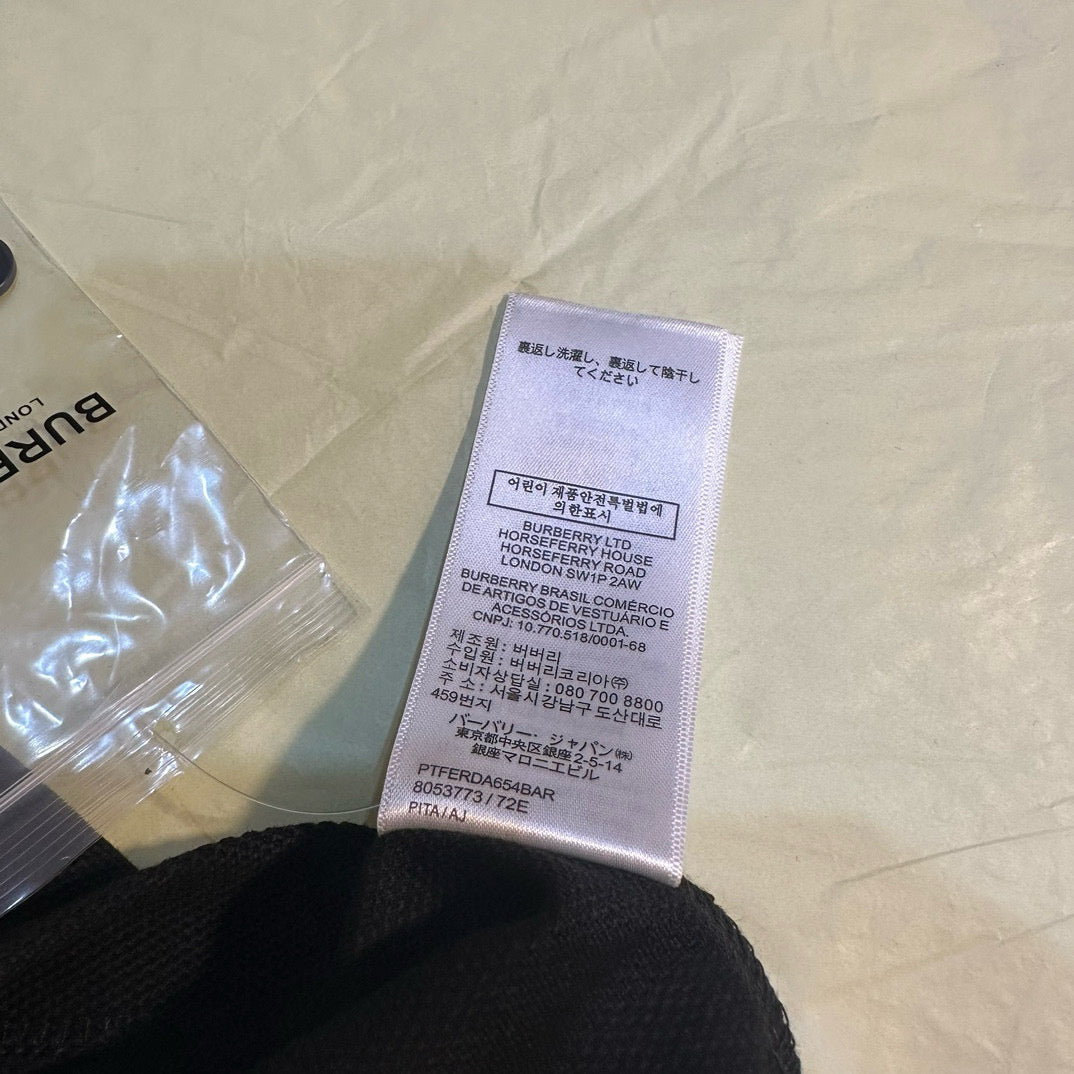 BUR
LON
裏返し洗濯し、裏返して陰干し
てください
어린이 제품안전특별법에
의한표시
BURBERRY LTD
HORSEFERRY HOUSE
HORSEFERRY ROAD
LONDON SW1P 2AW
BURBERRY BRASIL COMÉRCIO
DE ARTIGOS DE VESTUÁRIO E
ACESSÓRIOS LTDA.
CNPJ: 10.770.518/0001-68
제조원 : 버버리
수입원 : 버버리코리아㈜
소비자상담실 : 080 700 8800
주 소 : 서울시강남구 도산대로
459번지
バーバリー・ジャパン㈱
東京都中央区銀座2-5-14
銀座マロニエビル
PTFERDA654BAR
8053773 / 72E
PITA / AJ